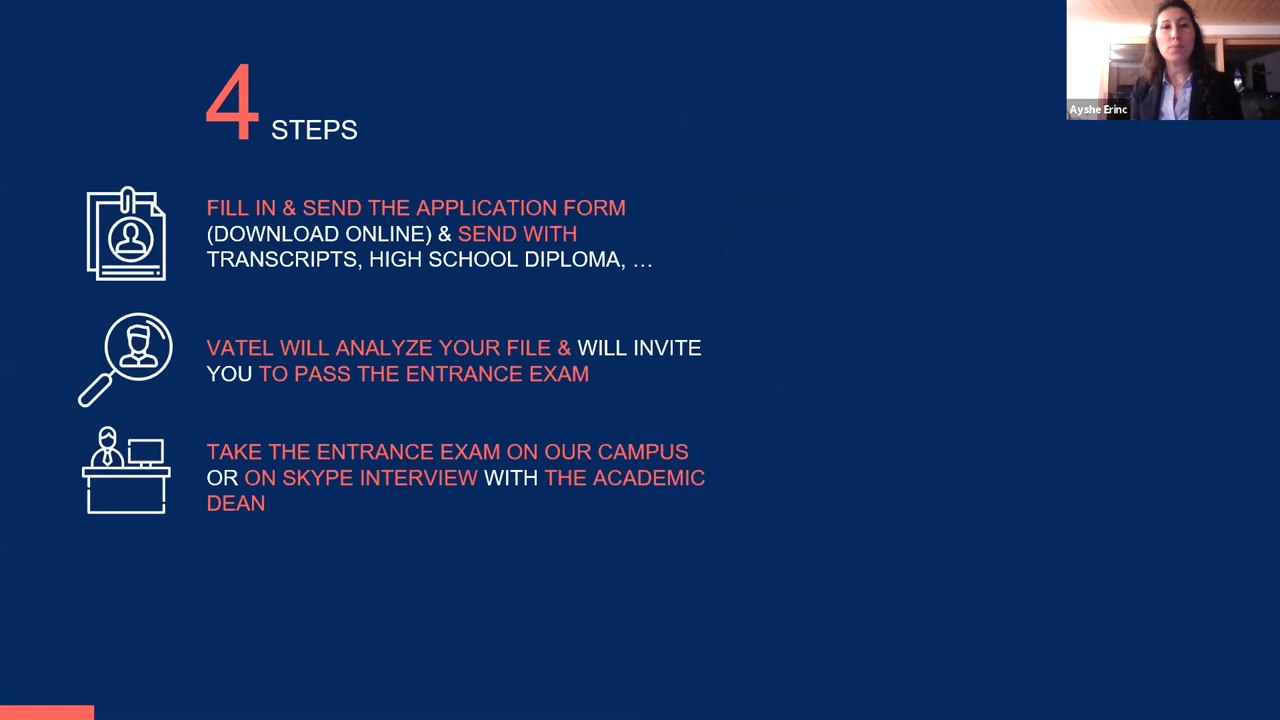 4 STEPS
FILL IN & SEND THE APPLICATION FORM
(DOWNLOAD ONLINE) & SEND WITH
TRANSCRIPTS, HIGH SCHOOL DIPLOMA, …
VATEL WILL ANALYZE YOUR FILE & WILL INVITE
YOU TO PASS THE ENTRANCE EXAM
TAKE THE ENTRANCE EXAM ON OUR CAMPUS
OR ON SKYPE INTERVIEW WITH THE ACADEMIC
DEAN
Ayshe Erinc